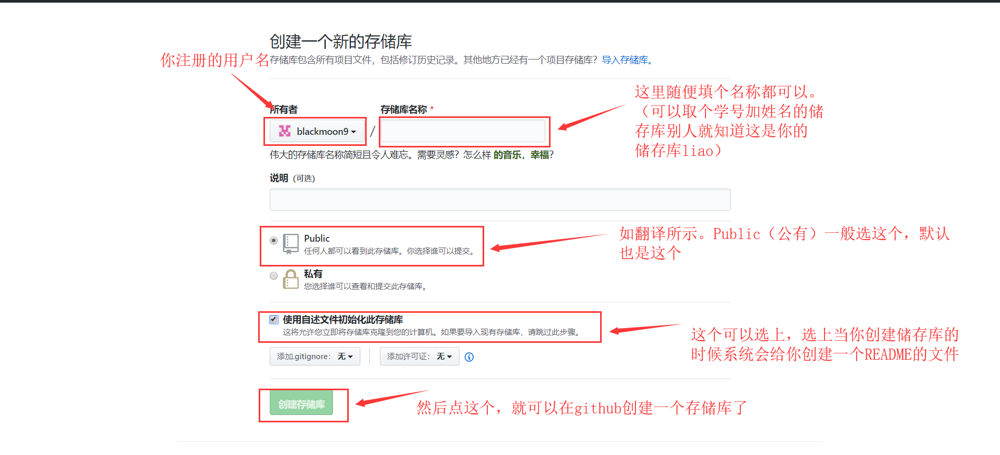 创建一个新的存储库
你注册的用户名
存储库包含所有项目文件，包括修订历史记录。其他地方已经有一个项目存储库？导入存储库。
这里随便填个名称都可以。
（可以取个学号加姓名的储
存库别人就知道这是你的
储存库liao）
所有者
存储库名称 *
blackmoon9 /
伟大的存储库名称简短且令人难忘。需要灵感？怎么样 的音乐，幸福？
说明 (可选)
Public
任何人都可以看到此存储库。你选择谁可以提交。
如翻译所示。Public（公有）一般选这个，默认
也是这个
私有
您选择谁可以查看和提交此存储库。
使用自述文件初始化此存储库
这将允许您立即将存储库克隆到您的计算机。如果要导入现有存储库，请跳过此步骤。
这个可以选上，选上当你创建储存库的
时候系统会给你创建一个README的文件
添加.gitignore： 无
添加许可证： 无
创建存储库
然后点这个，就可以在github创建一个存储库了